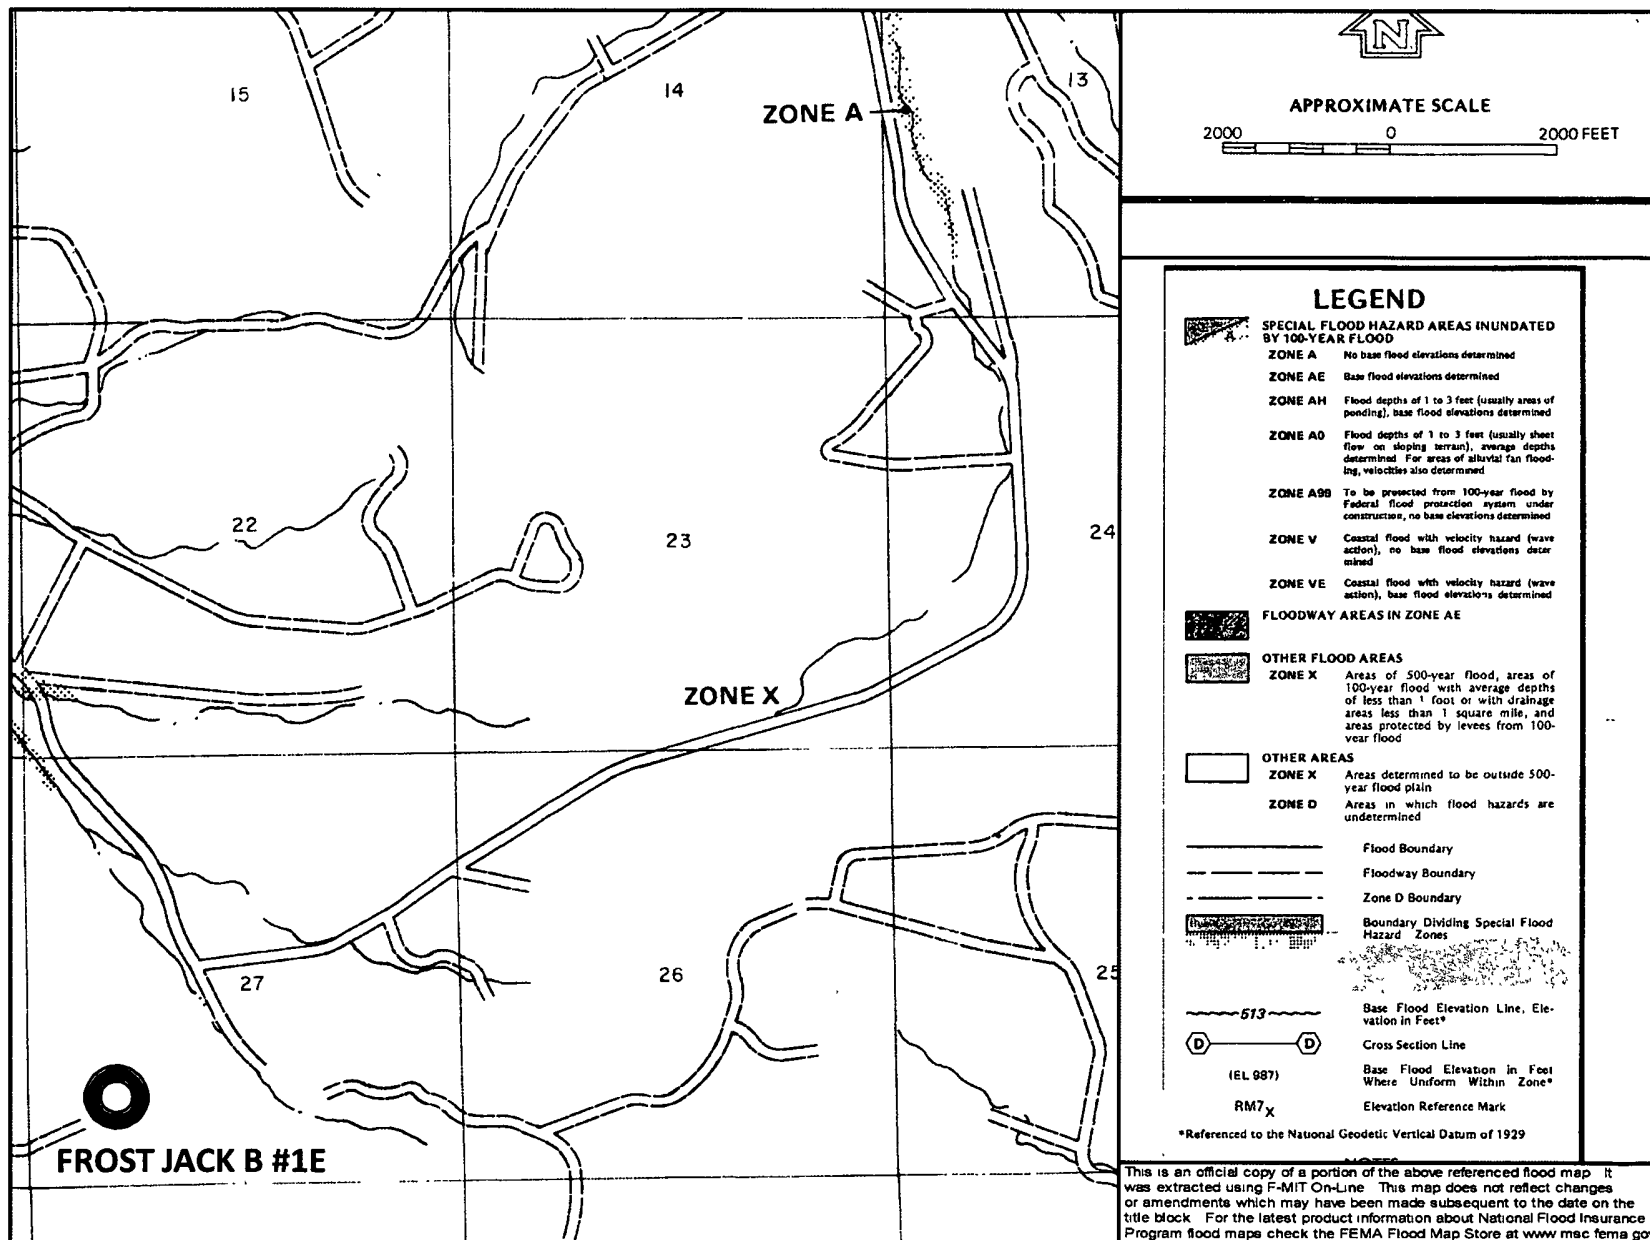 15
14
13
ZONE A
22
23
24
ZONE X
27
26
25
FROST JACK B #1E
N
APPROXIMATE SCALE
2000 0 2000 FEET
LEGEND
SPECIAL FLOOD HAZARD AREAS INUNDATED
BY 100-YEAR FLOOD
ZONE A No base flood elevations determined
ZONE AE Base flood elevations determined
ZONE AH Flood depths of 1 to 3 feet (usually areas of
ponding), base flood elevations determined
ZONE A0 Flood depths of 1 to 3 feet (usually sheet
flow on sloping terrain), average depths
determined For areas of alluvial fan flood-
ing, velocities also determined
ZONE A99 To be protected from 100-year flood by
Federal flood protection system under
construction, no base elevations determined
ZONE V Coastal flood with velocity hazard (wave
action), no base flood elevations deter
mined
ZONE VE Coastal flood with velocity hazard (wave
action), base flood elevations determined
FLOODWAY AREAS IN ZONE AE
OTHER FLOOD AREAS
ZONE X Areas of 500-year flood, areas of
100-year flood with average depths
of less than 1 foot or with drainage
areas less than 1 square mile, and
areas protected by levees from 100-
year flood
OTHER AREAS
ZONE X Areas determined to be outside 500-
year flood plain
ZONE D Areas in which flood hazards are
undetermined
Flood Boundary
Floodway Boundary
Zone D Boundary
Boundary Dividing Special Flood
Hazard Zones
513 Base Flood Elevation Line, Ele-
vation in Feet*
D D Cross Section Line
(EL 987) Base Flood Elevation in Feet
Where Uniform Within Zone*
RM7X Elevation Reference Mark
*Referenced to the National Geodetic Vertical Datum of 1929
NOTES
This is an official copy of a portion of the above referenced flood map It
was extracted using F-MIT On-Line This map does not reflect changes
or amendments which may have been made subsequent to the date on the
title block For the latest product information about National Flood Insurance
Program flood maps check the FEMA Flood Map Store at www msc fema go